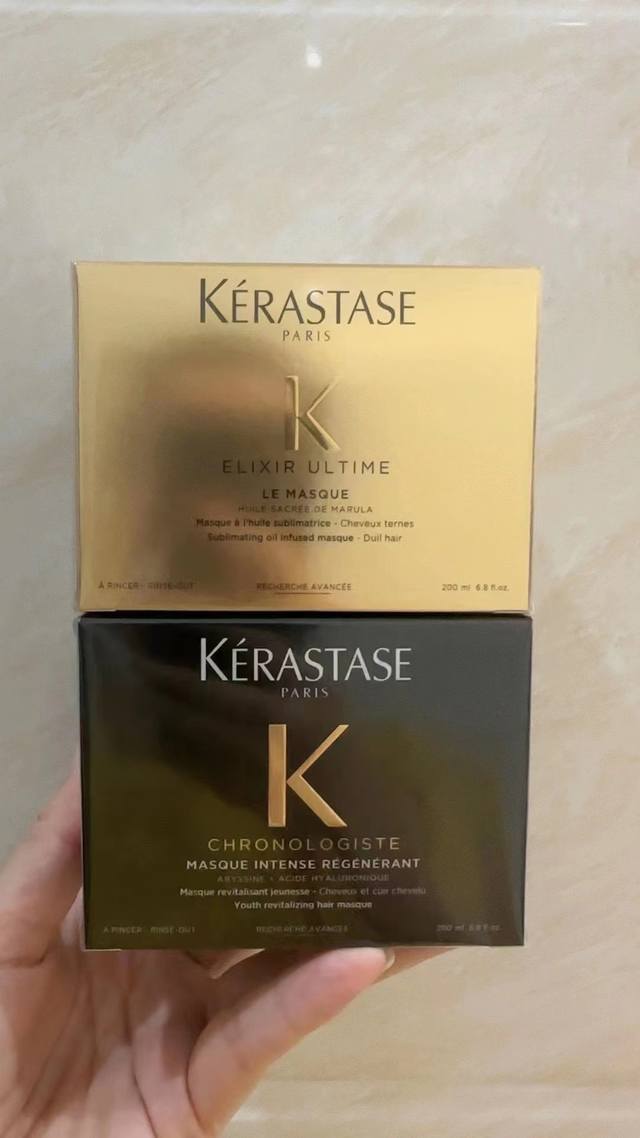 KÉRASTASE
PARIS
K
ELIXIR ULTIME
LE MASQUE
HUILE SACRÉE DE MARULA
Masque à l'huile sublimatrice - Cheveux ternes
Sublimating oil infused masque - Dull hair
À RINCER - RINSE-OUT RECHERCHE AVANCÉE 200 ml 6.8 fl.oz.
KÉRASTASE
PARIS
K
CHRONOLOGISTE
MASQUE INTENSE RÉGÉNÉRANT
ABYSSINE + ACIDE HYALURONIQUE
Masque revitalisant jeunesse - Cheveux et cuir chevelu
Youth revitalizing hair masque
À RINCER - RINSE-OUT RECHERCHE AVANCÉE 200 ml 6.8 fl.oz.